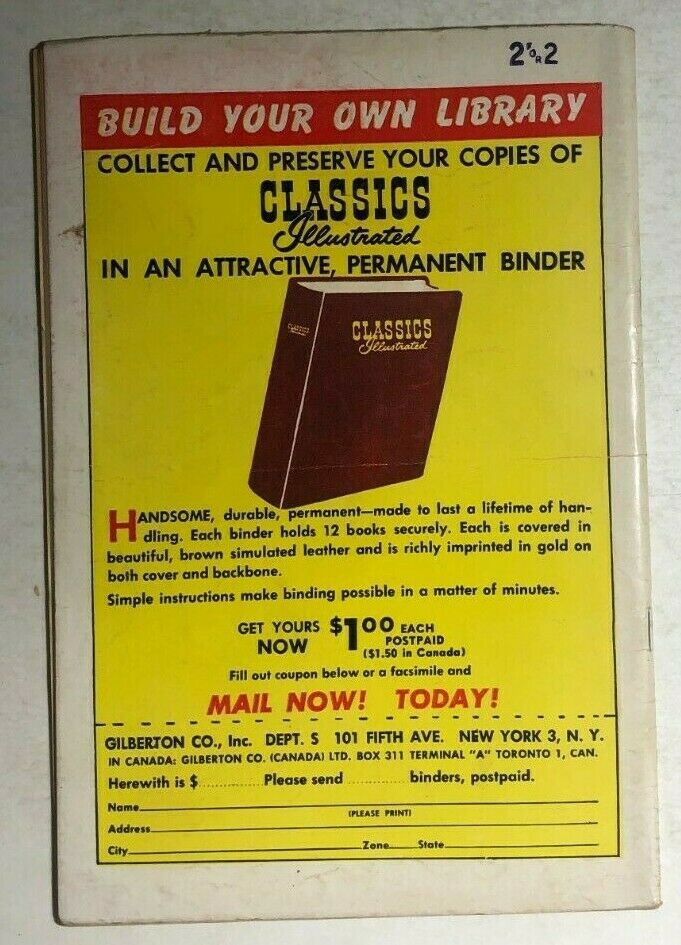 2 FOR 2
BUILD YOUR OWN LIBRARY
COLLECT AND PRESERVE YOUR COPIES OF
CLASSICS
Illustrated
IN AN ATTRACTIVE, PERMANENT BINDER
CLASSICS
Illustrated
CLASSICS
Illustrated
HANDSOME, durable, permanent—made to last a lifetime of han-
dling. Each binder holds 12 books securely. Each is covered in
beautiful, brown simulated leather and is richly imprinted in gold on
both cover and backbone.
Simple instructions make binding possible in a matter of minutes.
GET YOURS NOW $1.00 EACH POSTPAID
($1.50 in Canada)
Fill out coupon below or a facsimile and
MAIL NOW! TODAY!
GILBERTON CO., Inc. DEPT. S 101 FIFTH AVE. NEW YORK 3, N. Y.
IN CANADA: GILBERTON CO. (CANADA) LTD. BOX 311 TERMINAL "A" TORONTO 1, CAN.
Herewith is $ Please send binders, postpaid.
Name
(PLEASE PRINT)
Address
City Zone State